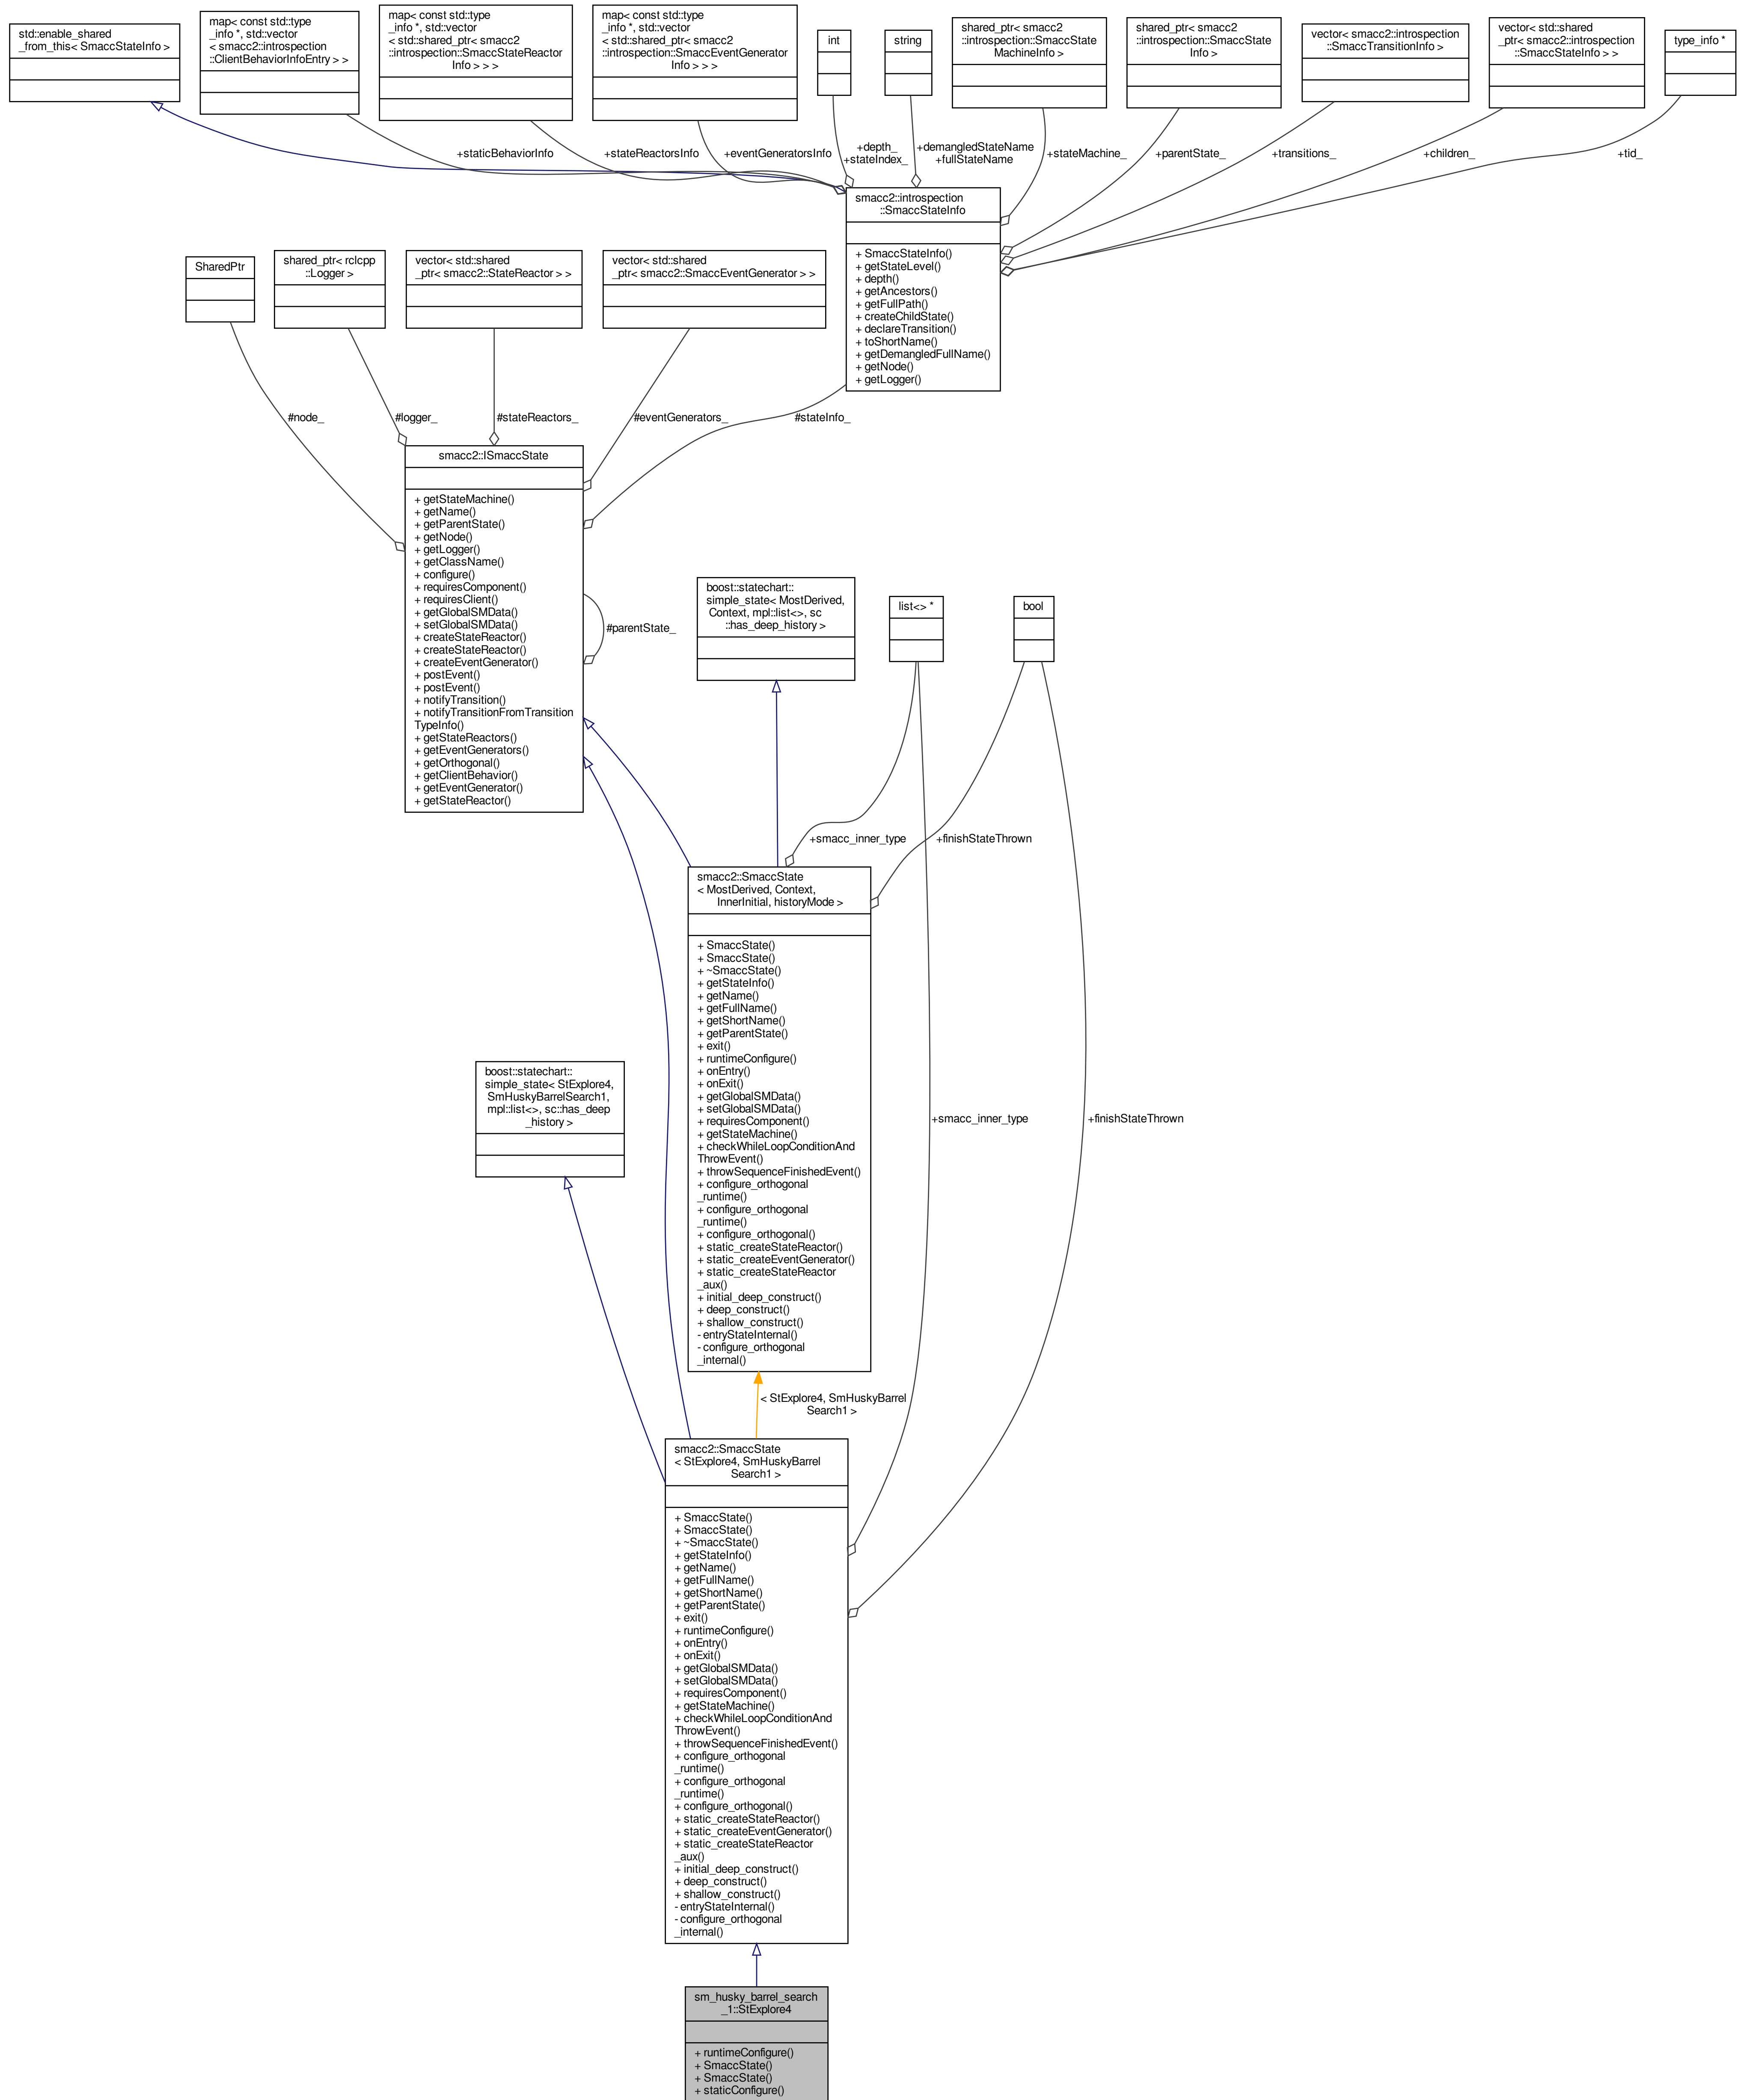 std::enable_shared
_from_this< SmaccStateInfo >
map< const std::type
_info *, std::vector
< smacc2::introspection
::ClientBehaviorInfoEntry > >
map< const std::type
_info *, std::vector
< std::shared_ptr< smacc2
::introspection::SmaccStateReactor
Info > > >
map< const std::type
_info *, std::vector
< std::shared_ptr< smacc2
::introspection::SmaccEventGenerator
Info > > >
int
string
shared_ptr< smacc2
::introspection::SmaccState
MachineInfo >
shared_ptr< smacc2
::introspection::SmaccState
Info >
vector< smacc2::introspection
::SmaccTransitionInfo >
vector< std::shared
_ptr< smacc2::introspection
::SmaccStateInfo > >
type_info *
+staticBehaviorInfo
+stateReactorsInfo
+eventGeneratorsInfo
+depth_
+stateIndex_
+demangledStateName
+fullStateName
+stateMachine_
+parentState_
+transitions_
+children_
+tid_
smacc2::introspection
::SmaccStateInfo
+ SmaccStateInfo()
+ getStateLevel()
+ depth()
+ getAncestors()
+ getFullPath()
+ createChildState()
+ declareTransition()
+ toShortName()
+ getDemangledFullName()
+ getNode()
+ getLogger()
SharedPtr
shared_ptr< rclcpp
::Logger >
vector< std::shared
_ptr< smacc2::StateReactor > >
vector< std::shared
_ptr< smacc2::SmaccEventGenerator > >
#node_
#logger_
#stateReactors_
#eventGenerators_
#stateInfo_
smacc2::ISmaccState
+ getStateMachine()
+ getName()
+ getParentState()
+ getNode()
+ getLogger()
+ getClassName()
+ configure()
+ requiresComponent()
+ requiresClient()
+ getGlobalSMData()
+ setGlobalSMData()
+ createStateReactor()
+ createStateReactor()
+ createEventGenerator()
+ postEvent()
+ postEvent()
+ notifyTransition()
+ notifyTransitionFromTransition
TypeInfo()
+ getStateReactors()
+ getEventGenerators()
+ getOrthogonal()
+ getClientBehavior()
+ getEventGenerator()
+ getStateReactor()
#parentState_
boost::statechart::
simple_state< MostDerived,
Context, mpl::list<>, sc
::has_deep_history >
list<> *
bool
+smacc_inner_type
+finishStateThrown
smacc2::SmaccState
< MostDerived, Context,
InnerInitial, historyMode >
+ SmaccState()
+ SmaccState()
+ ~SmaccState()
+ getStateInfo()
+ getName()
+ getFullName()
+ getShortName()
+ getParentState()
+ exit()
+ runtimeConfigure()
+ onEntry()
+ onExit()
+ getGlobalSMData()
+ setGlobalSMData()
+ requiresComponent()
+ getStateMachine()
+ checkWhileLoopConditionAnd
ThrowEvent()
+ throwSequenceFinishedEvent()
+ configure_orthogonal
_runtime()
+ configure_orthogonal
_runtime()
+ configure_orthogonal()
+ static_createStateReactor()
+ static_createEventGenerator()
+ static_createStateReactor
_aux()
+ initial_deep_construct()
+ deep_construct()
+ shallow_construct()
- entryStateInternal()
- configure_orthogonal
_internal()
boost::statechart::
simple_state< StExplore4,
SmHuskyBarrelSearch1,
mpl::list<>, sc::has_deep
_history >
+smacc_inner_type
+finishStateThrown
< StExplore4, SmHuskyBarrel
Search1 >
smacc2::SmaccState
< StExplore4, SmHuskyBarrel
Search1 >
+ SmaccState()
+ SmaccState()
+ ~SmaccState()
+ getStateInfo()
+ getName()
+ getFullName()
+ getShortName()
+ getParentState()
+ exit()
+ runtimeConfigure()
+ onEntry()
+ onExit()
+ getGlobalSMData()
+ setGlobalSMData()
+ requiresComponent()
+ getStateMachine()
+ checkWhileLoopConditionAnd
ThrowEvent()
+ throwSequenceFinishedEvent()
+ configure_orthogonal
_runtime()
+ configure_orthogonal
_runtime()
+ configure_orthogonal()
+ static_createStateReactor()
+ static_createEventGenerator()
+ static_createStateReactor
_aux()
+ initial_deep_construct()
+ deep_construct()
+ shallow_construct()
- entryStateInternal()
- configure_orthogonal
_internal()
sm_husky_barrel_search
_1::StExplore4
+ runtimeConfigure()
+ SmaccState()
+ SmaccState()
+ staticConfigure()